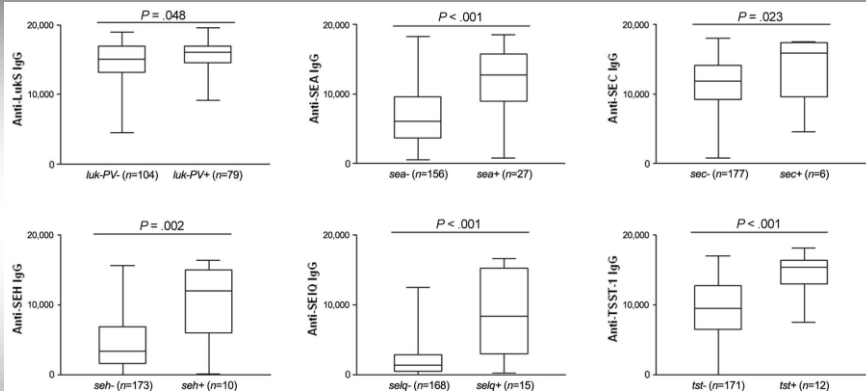 P = .048
20,000
10,000
0
Anti-LukS IgG
luk-PV- (n=104) luk-PV+ (n=79)
P < .001
20,000
10,000
0
Anti-SEA IgG
sea- (n=156) sea+ (n=27)
P = .023
20,000
10,000
0
Anti-SEC IgG
sec- (n=177) sec+ (n=6)
P = .002
20,000
10,000
0
Anti-SEH IgG
seh- (n=173) seh+ (n=10)
P < .001
20,000
10,000
0
Anti-SEIQ IgG
selq- (n=168) selq+ (n=15)
P < .001
20,000
10,000
0
Anti-TSST-1 IgG
tst- (n=171) tst+ (n=12)